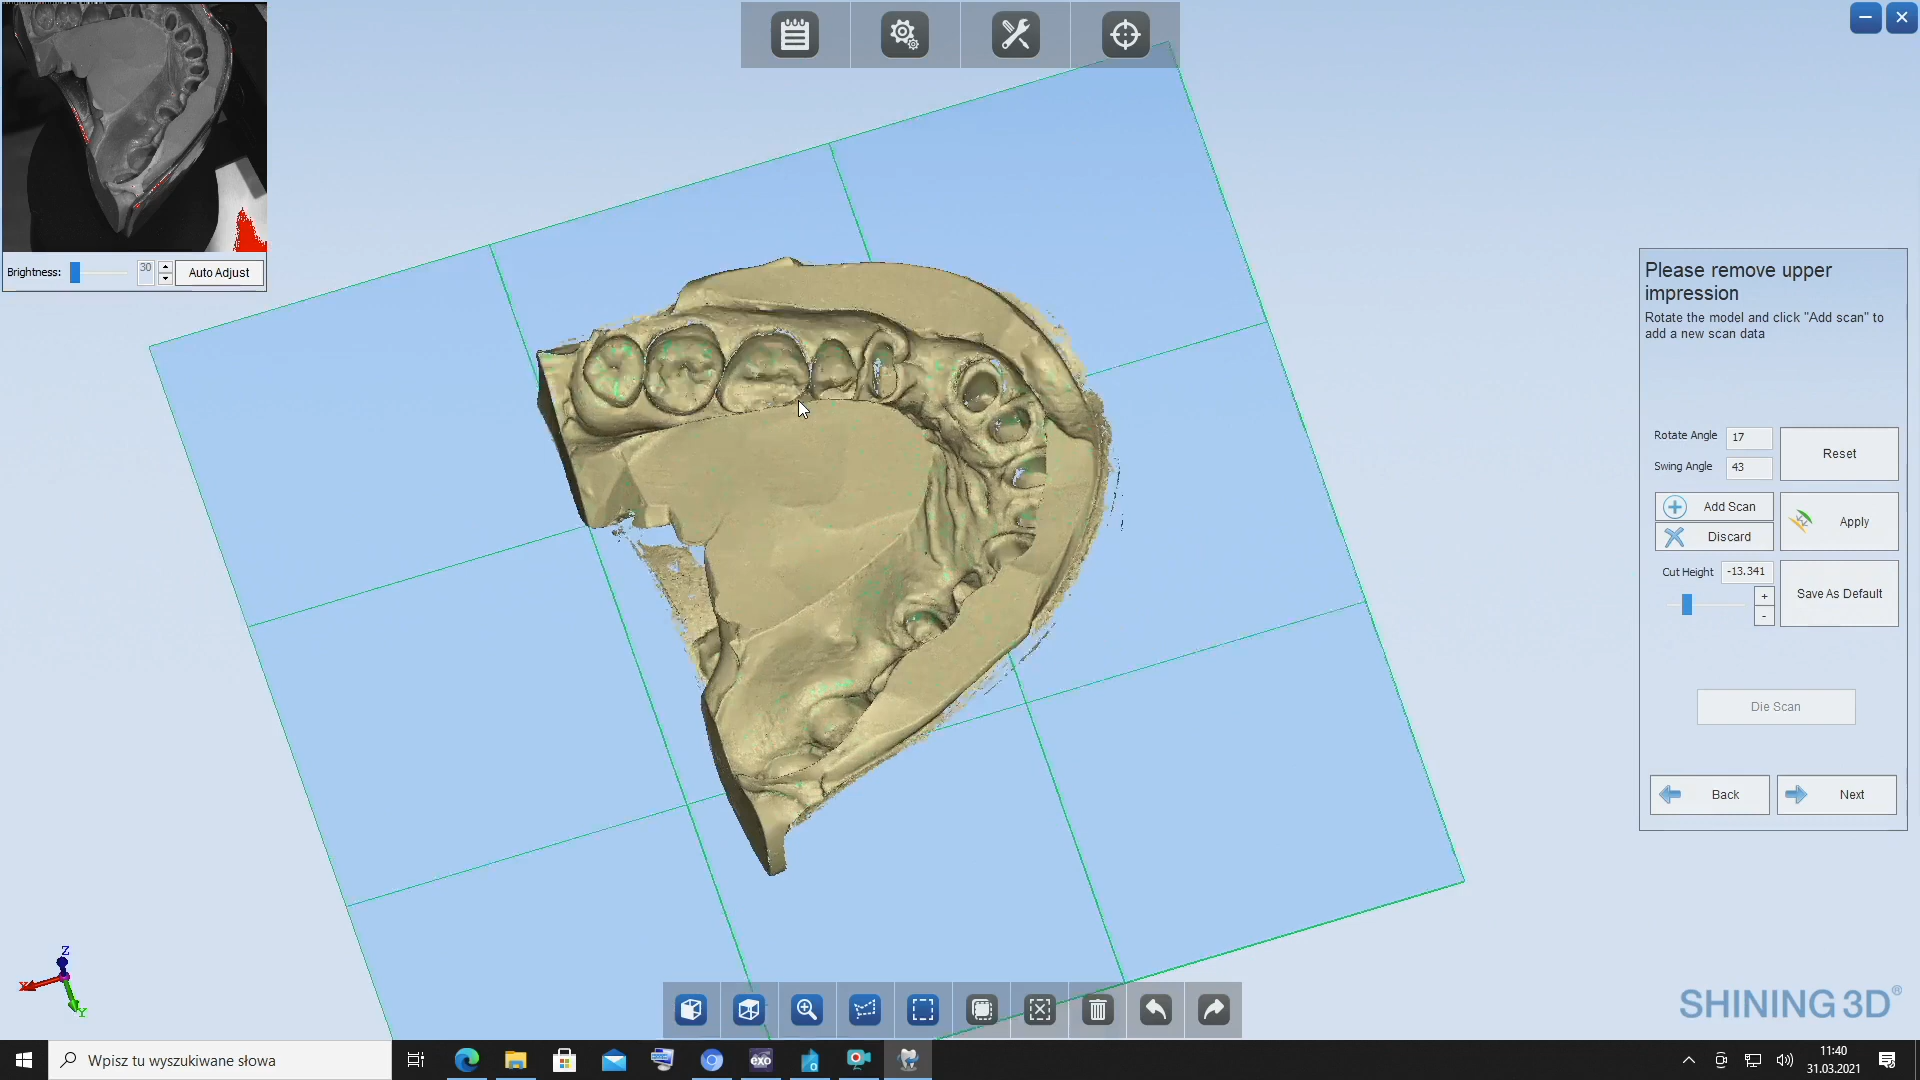 Brightness:
30
Auto Adjust
Please remove upper
impression
Rotate the model and click "Add scan" to
add a new scan data
Rotate Angle
17
Reset
Swing Angle
43
Add Scan
Discard
Apply
Cut Height
-13.341
+
-
Save As Default
Die Scan
Back
Next
Z
X
Y
SHINING 3D®
Wpisz tu wyszukiwane słowa
exo
11:40
31.03.2021